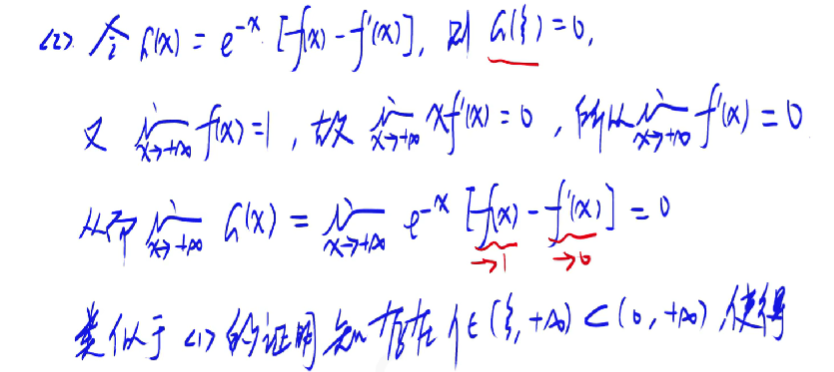 (2) 令 G(x) = e^{-x} [f(x) - f'(x)], 则 G(ξ) = 0,
又 lim_{x→+∞} f(x) = 1, 故 lim_{x→+∞} x f'(x) = 0, 所以 lim_{x→+∞} f'(x) = 0
从而 lim_{x→+∞} G(x) = lim_{x→+∞} e^{-x} [f(x) - f'(x)] = 0
→1 →0
类似于 (1) 的证明知存在 η ∈ (ξ, +∞) ⊂ (0, +∞), 使得